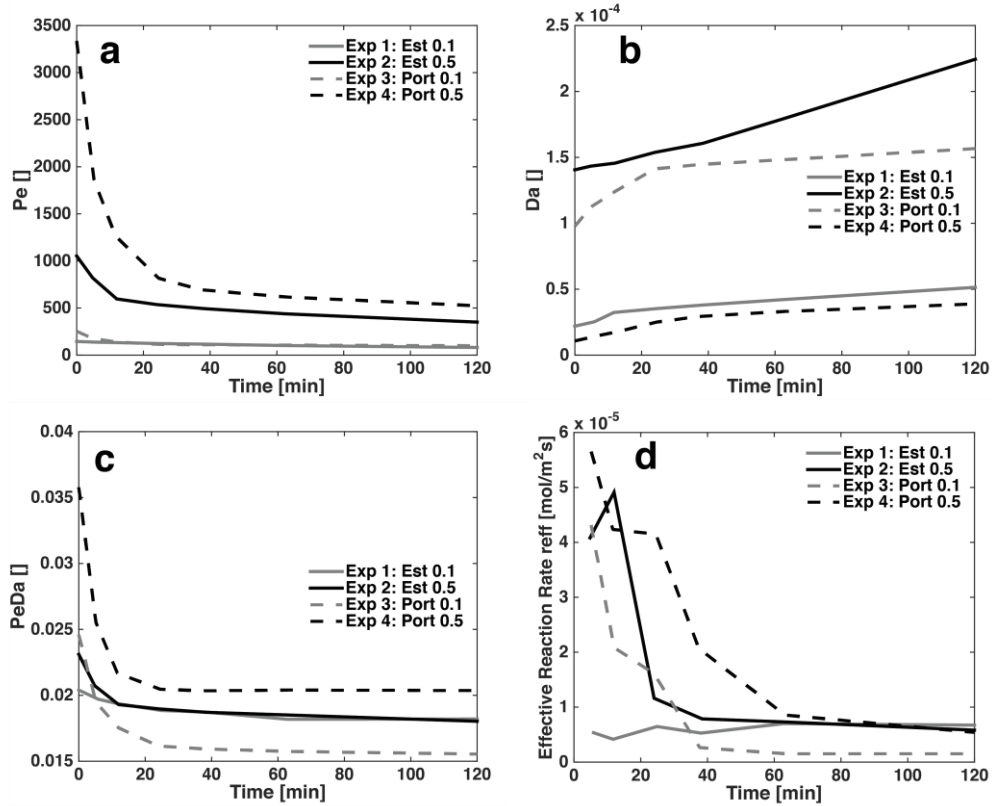 a
3500
3000
2500
2000
1500
1000
500
0
Pe []
0 20 40 60 80 100 120
Time [min]
Exp 1: Est 0.1
Exp 2: Est 0.5
Exp 3: Port 0.1
Exp 4: Port 0.5
b
× 10⁻⁴
2.5
2
1.5
1
0.5
0
Da []
0 20 40 60 80 100 120
Time [min]
Exp 1: Est 0.1
Exp 2: Est 0.5
Exp 3: Port 0.1
Exp 4: Port 0.5
c
0.04
0.035
0.03
0.025
0.02
0.015
PeDa []
0 20 40 60 80 100 120
Time [min]
Exp 1: Est 0.1
Exp 2: Est 0.5
Exp 3: Port 0.1
Exp 4: Port 0.5
d
× 10⁻⁵
6
5
4
3
2
1
0
Effective Reaction Rate reff [mol/m²s]
0 20 40 60 80 100 120
Time [min]
Exp 1: Est 0.1
Exp 2: Est 0.5
Exp 3: Port 0.1
Exp 4: Port 0.5